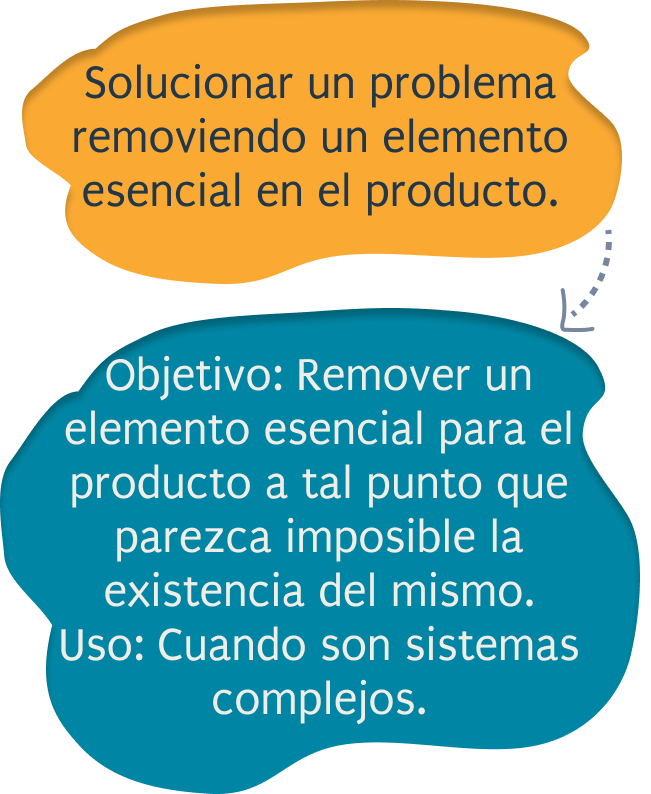 Solucionar un problema
removiendo un elemento
esencial en el producto.
Objetivo: Remover un
elemento esencial para el
producto a tal punto que
parezca imposible la
existencia del mismo.
Uso: Cuando son sistemas
complejos.